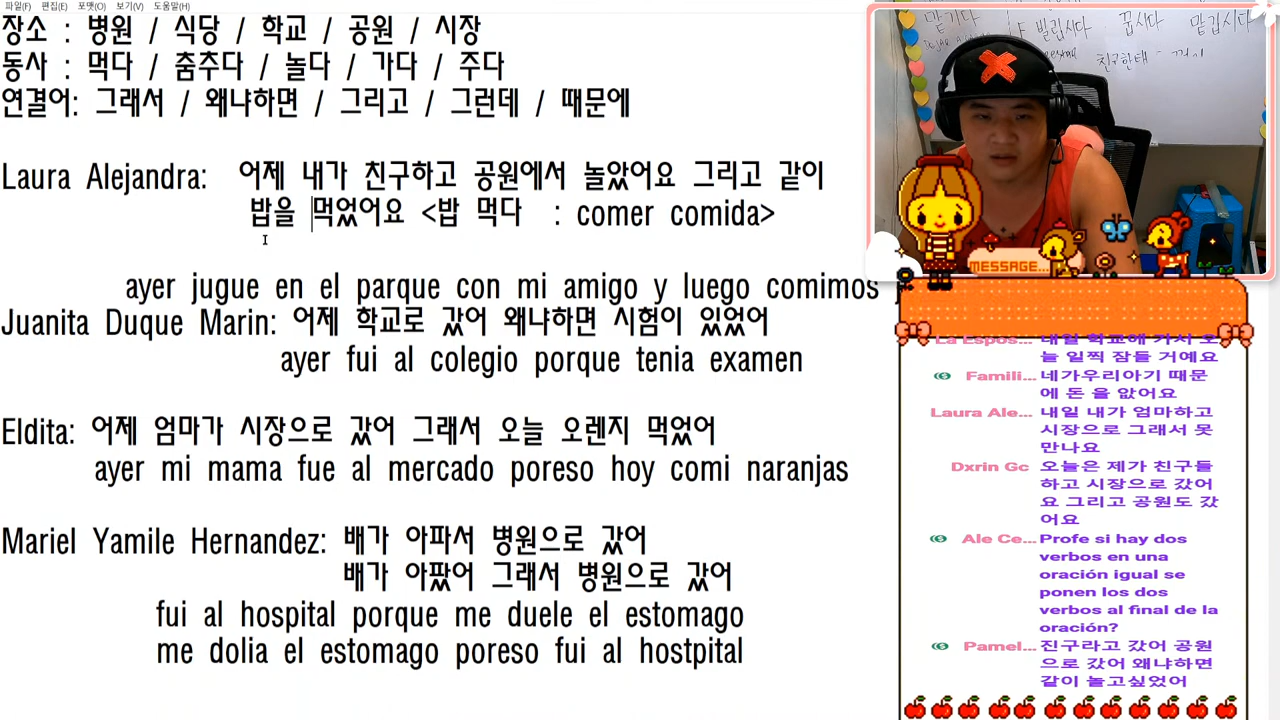 파일(F) 편집(E) 포맷(O) 보기(V) 도움말(H)
장소 : 병원 / 식당 / 학교 / 공원 / 시장
동사 : 먹다 / 춤추다 / 놀다 / 가다 / 주다
연결어: 그래서 / 왜냐하면 / 그리고 / 그런데 / 때문에
Laura Alejandra: 어제 내가 친구하고 공원에서 놀았어요 그리고 같이
밥을 먹었어요 <밥 먹다 : comer comida>
ayer jugue en el parque con mi amigo y luego comimos
Juanita Duque Marin: 어제 학교로 갔어 왜냐하면 시험이 있었어
ayer fui al colegio porque tenia examen
Eldita: 어제 엄마가 시장으로 갔어 그래서 오늘 오렌지 먹었어
ayer mi mama fue al mercado poreso hoy comi naranjas
Mariel Yamile Hernandez: 배가 아파서 병원으로 갔어
배가 아팠어 그래서 병원으로 갔어
fui al hospital porque me duele el estomago
me dolia el estomago poreso fui al hostpital
맡기다
꿉시다
친구한태
MESSAGE...
La Espos... 내일 학교에 가서 오
늘 일찍 잠들 거예요
Famili... 네가우리아기 때문
에 돈 을 없어요
Laura Ale... 내일 내가 엄마하고
시장으로 그래서 못
만나요
Dxrin Gc 오늘은 제가 친구들
하고 시장으로 갔어
요 그리고 공원도 갔
어요
Ale Ce... Profe si hay dos
verbos en una
oración igual se
ponen los dos
verbos al final de la
oración?
Pamel... 진구라고 갔어 공원
으로 갔어 왜냐하면
같이 놀고싶었어